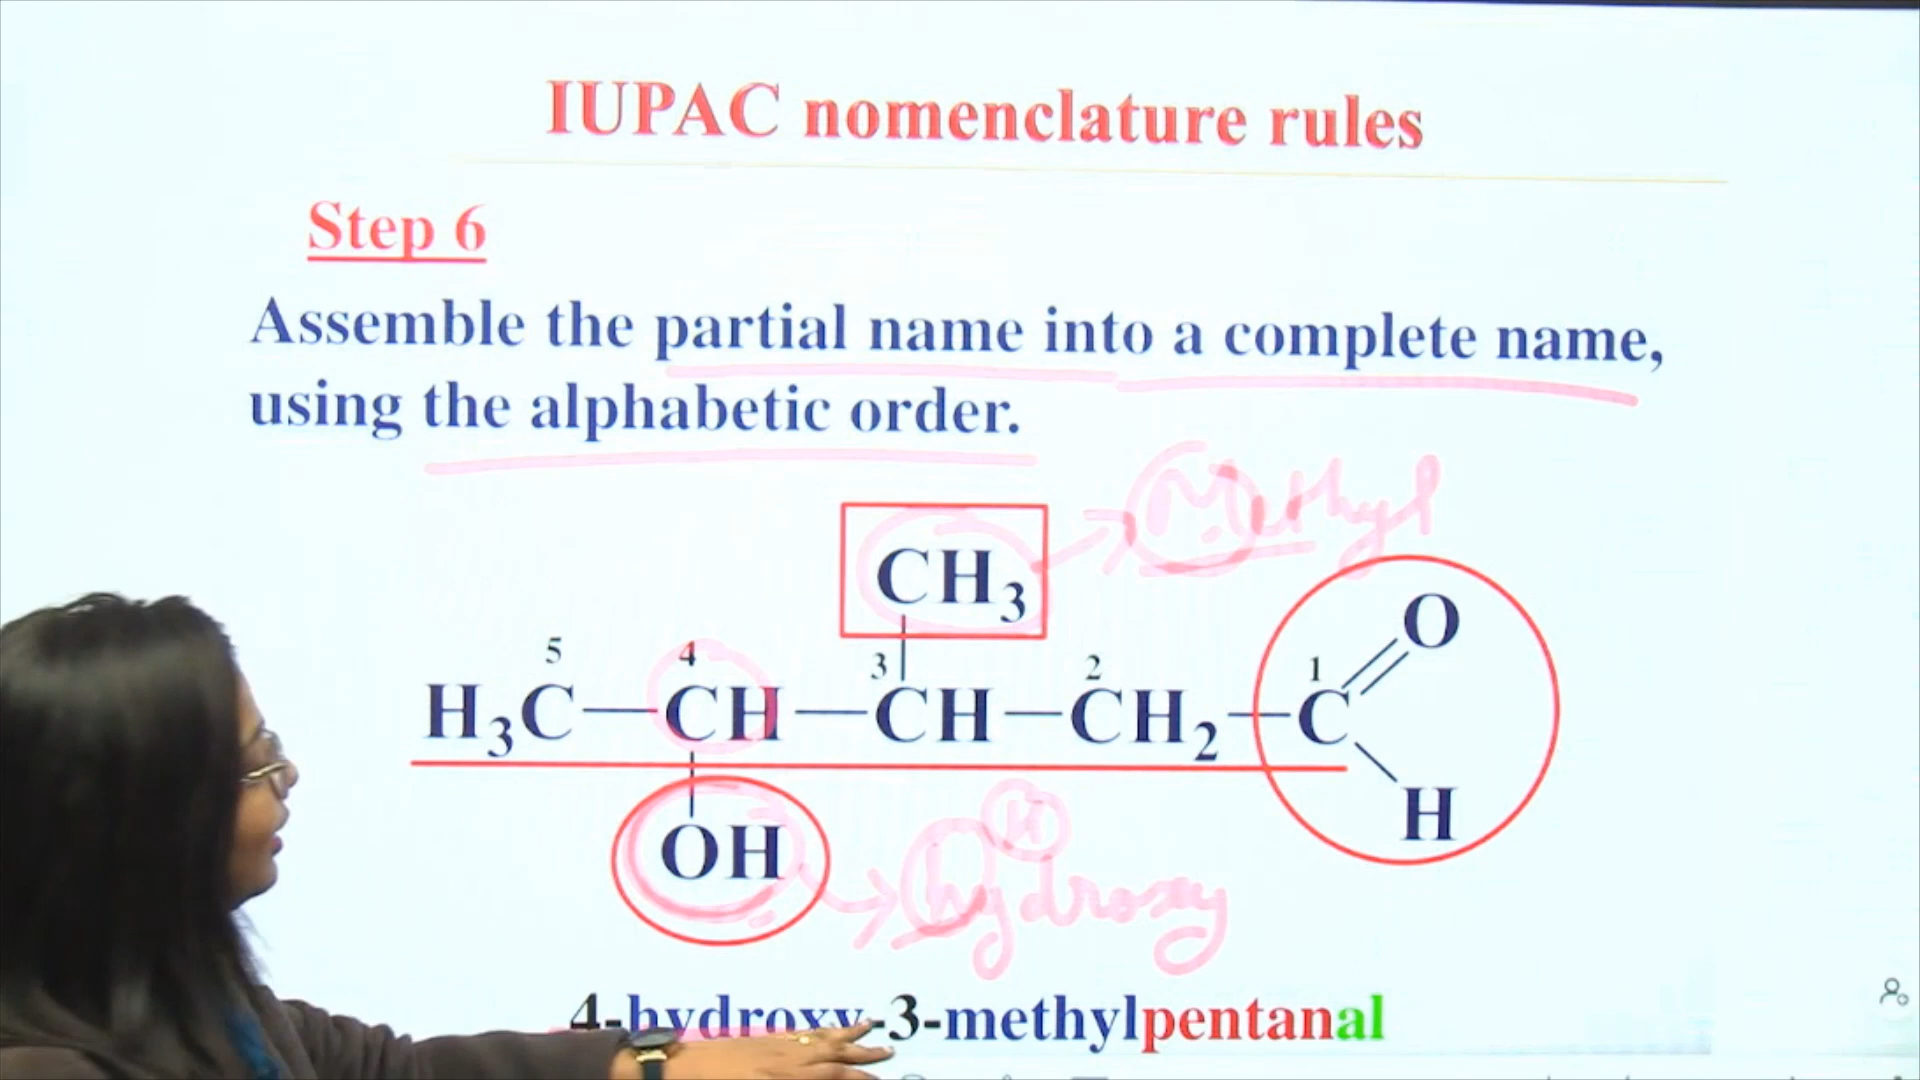 IUPAC nomenclature rules
Step 6
Assemble the partial name into a complete name,
using the alphabetic order.
Methyl
CH₃
5 4 3 2 1
H₃C—CH—CH—CH₂—C
O
H
OH
H
hydroxy
4-hydroxy-3-methylpentanal